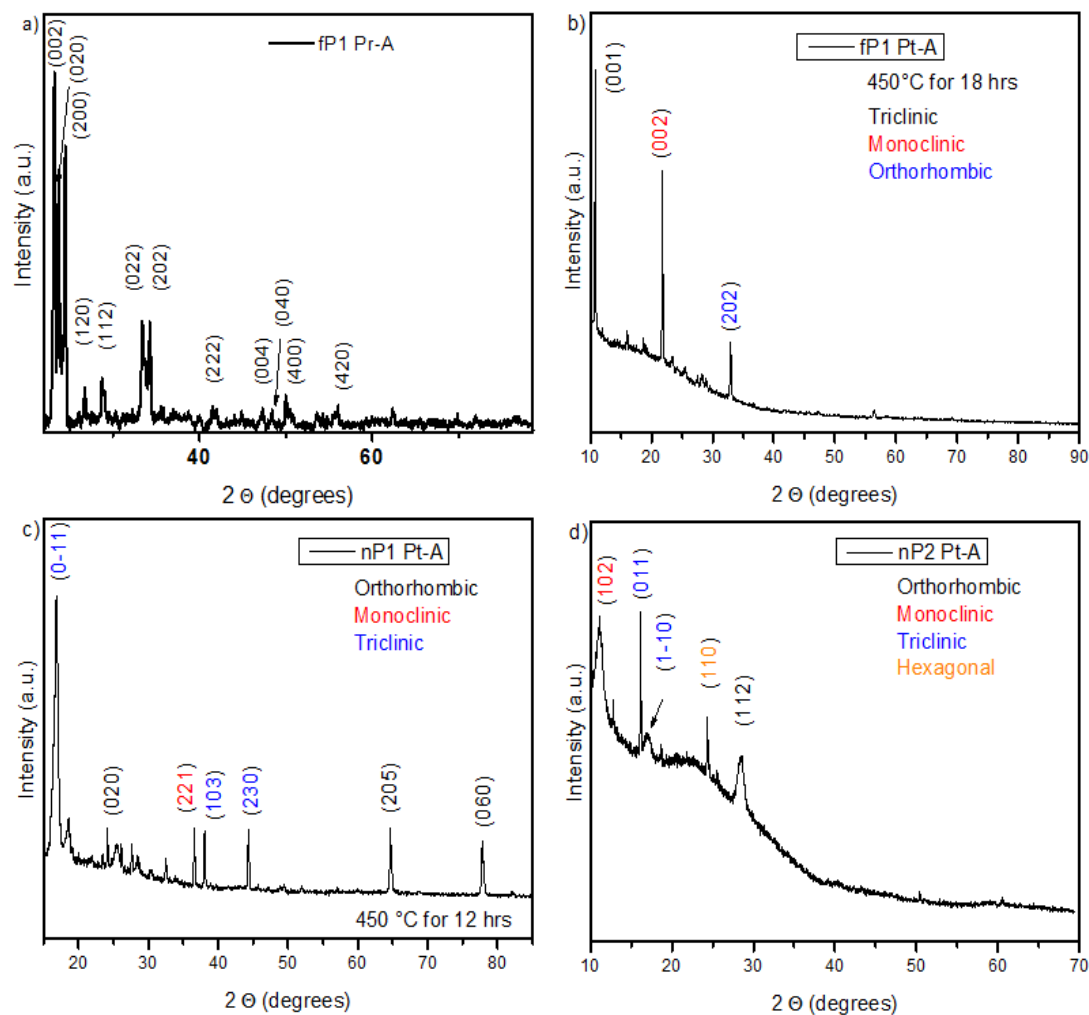 a)
fP1 Pr-A
(002)
(020)
(200)
(120)
(112)
(022)
(202)
(222)
(004)
(040)
(400)
(420)
Intensity (a.u.)
40
60
2 Θ (degrees)
b)
fP1 Pt-A
450°C for 18 hrs
Triclinic
Monoclinic
Orthorhombic
(001)
(002)
(202)
Intensity (a.u.)
10 20 30 40 50 60 70 80 90
2 Θ (degrees)
c)
nP1 Pt-A
Orthorhombic
Monoclinic
Triclinic
(0-11)
(020)
(221)
(103)
(230)
(205)
(060)
450 °C for 12 hrs
Intensity (a.u.)
20 30 40 50 60 70 80
2 Θ (degrees)
d)
nP2 Pt-A
Orthorhombic
Monoclinic
Triclinic
Hexagonal
(102)
(011)
(1-10)
(110)
(112)
Intensity (a.u.)
10 20 30 40 50 60 70
2 Θ (degrees)